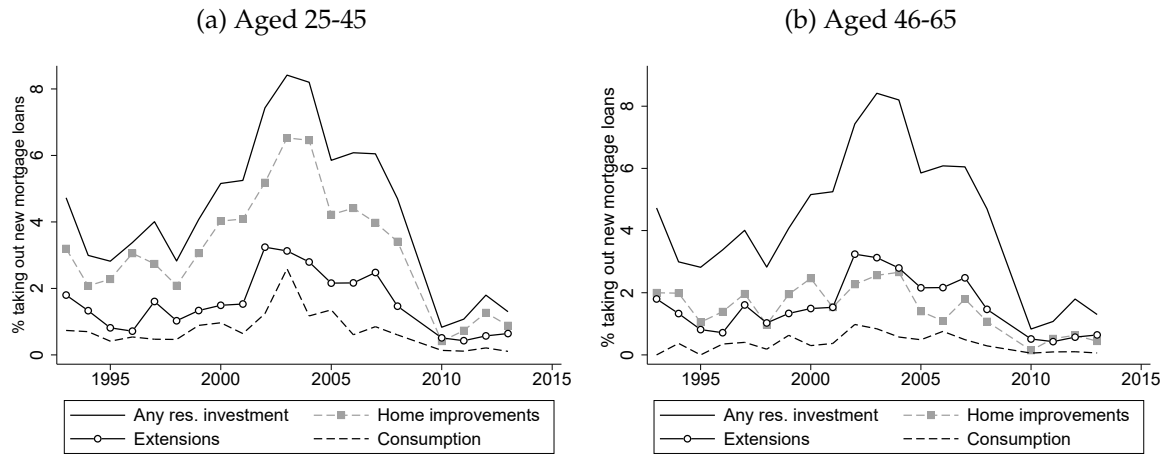 (a) Aged 25-45
% taking out new mortgage loans
8
6
4
2
0
1995 2000 2005 2010 2015
Any res. investment Home improvements
Extensions Consumption
(b) Aged 46-65
% taking out new mortgage loans
8
6
4
2
0
1995 2000 2005 2010 2015
Any res. investment Home improvements
Extensions Consumption